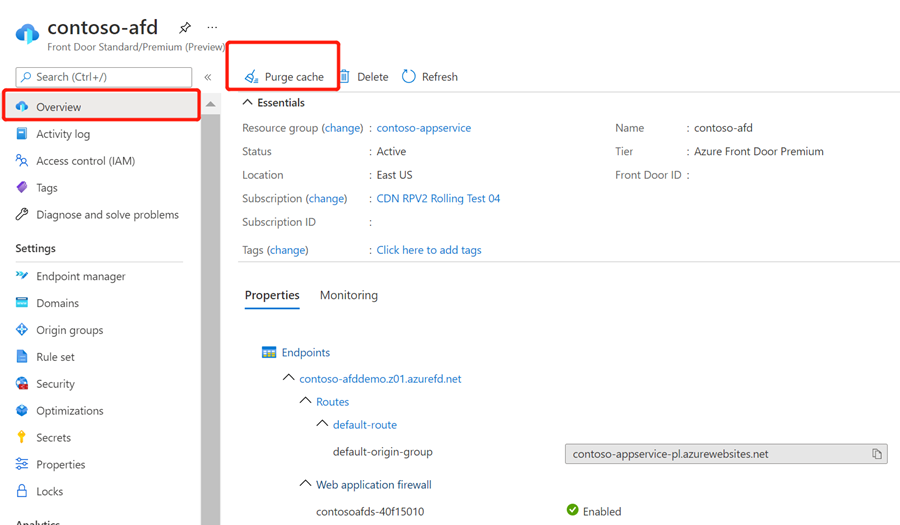 contoso-afd
Front Door Standard/Premium (Preview)
Search (Ctrl+/)
«
Overview
Activity log
Access control (IAM)
Tags
Diagnose and solve problems
Settings
Endpoint manager
Domains
Origin groups
Rule set
Security
Optimizations
Secrets
Properties
Locks
Analytics
Purge cache Delete Refresh
Essentials
Resource group (change) : contoso-appservice
Name : contoso-afd
Status : Active
Tier : Azure Front Door Premium
Location : East US
Front Door ID :
Subscription (change) : CDN RPV2 Rolling Test 04
Subscription ID :
Tags (change) : Click here to add tags
Properties Monitoring
Endpoints
contoso-afddemo.z01.azurefd.net
Routes
default-route
default-origin-group contoso-appservice-pl.azurewebsites.net
Web application firewall
contosoafds-40f15010 Enabled